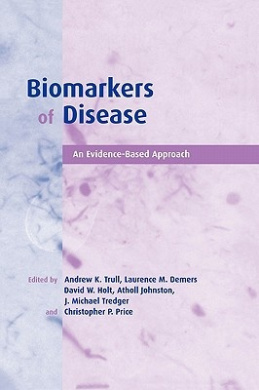 Biomarkers
of Disease
An Evidence-Based Approach
Edited by Andrew K. Trull, Laurence M. Demers
David W. Holt, Atholl Johnston,
J. Michael Tredger
and Christopher P. Price